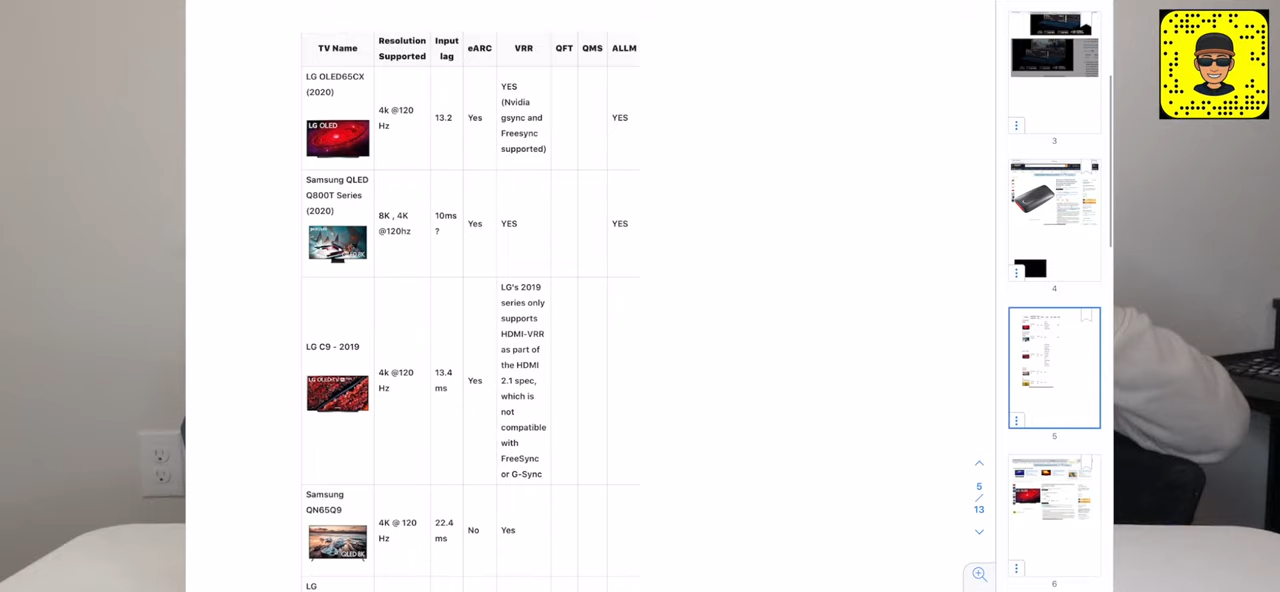 TV Name
Resolution
Supported
Input
lag
eARC
VRR
QFT
QMS
ALLM
LG OLED65CX
(2020)
LG OLED
4k @120
Hz
13.2
Yes
YES
(Nvidia
gsync and
Freesync
supported)
YES
Samsung QLED
Q800T Series
(2020)
8K , 4K
@120hz
10ms
?
Yes
YES
YES
LG C9 - 2019
4k @120
Hz
13.4
ms
Yes
LG's 2019
series only
supports
HDMI-VRR
as part of
the HDMI
2.1 spec,
which is
not
compatible
with
FreeSync
or G-Sync
Samsung
QN65Q9
QLED 8K
4K @ 120
Hz
22.4
ms
No
Yes
LG
5
/
13
3
4
5
6